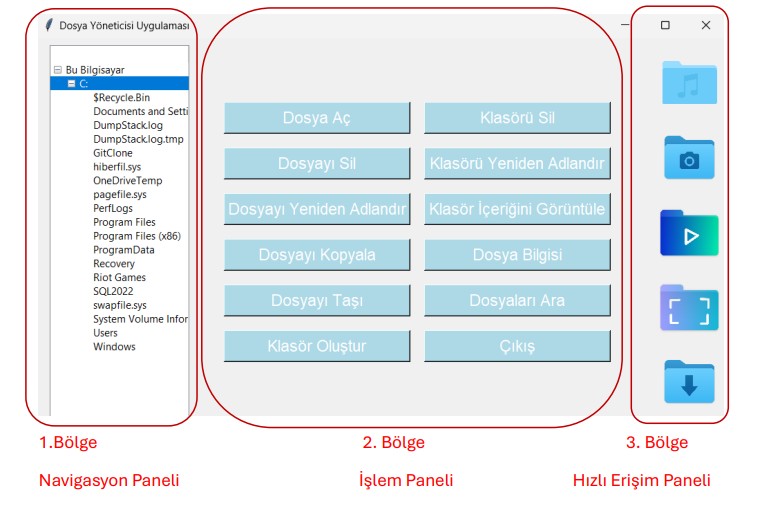 Dosya Yöneticisi Uygulaması
Bu Bilgisayar
C:
$Recycle.Bin
Documents and Setti
DumpStack.log
DumpStack.log.tmp
GitClone
hiberfil.sys
OneDriveTemp
pagefile.sys
PerfLogs
Program Files
Program Files (x86)
ProgramData
Recovery
Riot Games
SQL2022
swapfile.sys
System Volume Infor
Users
Windows
Dosya Aç
Klasörü Sil
Dosyayı Sil
Klasörü Yeniden Adlandır
Dosyayı Yeniden Adlandır
Klasör İçeriğini Görüntüle
Dosyayı Kopyala
Dosya Bilgisi
Dosyayı Taşı
Dosyaları Ara
Klasör Oluştur
Çıkış
1.Bölge
2. Bölge
3. Bölge
Navigasyon Paneli
İşlem Paneli
Hızlı Erişim Paneli